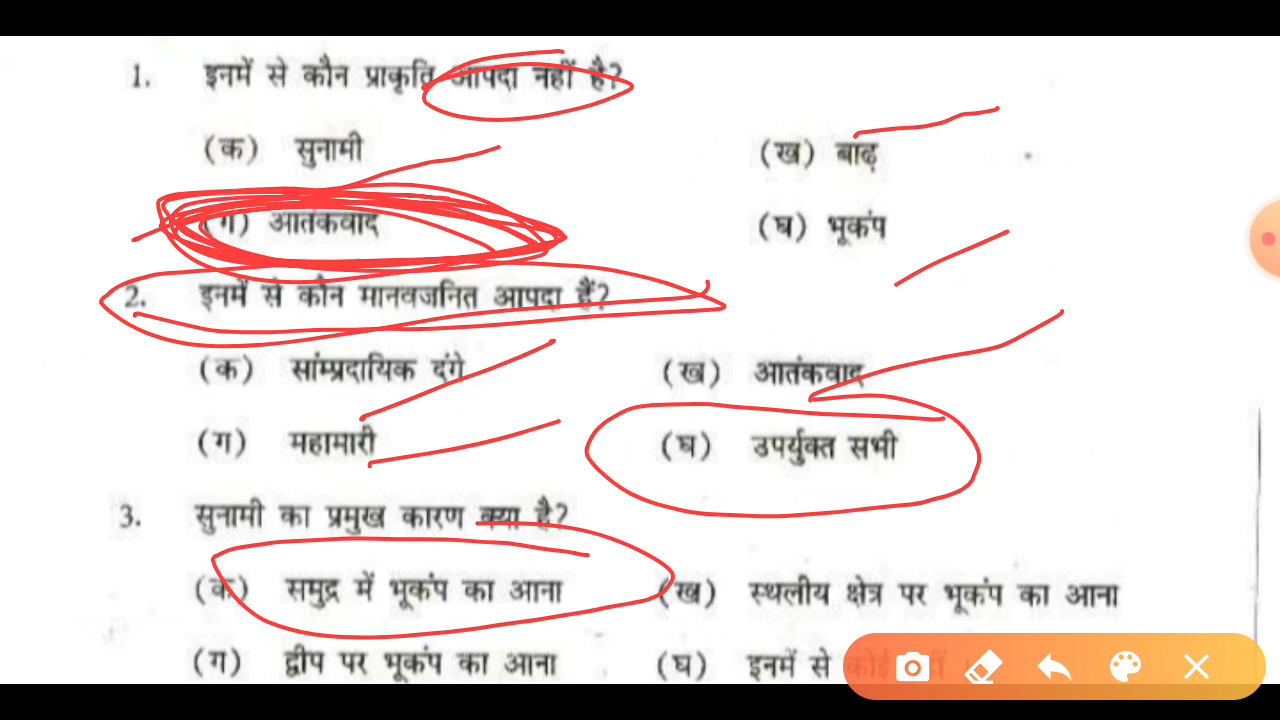 1. इनमें से कौन प्राकृति आपदा नहीं है?
(क) सुनामी (ख) बाढ़
(ग) आतंकवाद (घ) भूकंप
2. इनमें से कौन मानवजनित आपदा हैं?
(क) सांम्प्रदायिक दंगे (ख) आतंकवाद
(ग) महामारी (घ) उपर्युक्त सभी
3. सुनामी का प्रमुख कारण क्या है?
(क) समुद्र में भूकंप का आना (ख) स्थलीय क्षेत्र पर भूकंप का आना
(ग) द्वीप पर भूकंप का आना (घ) इनमें से कोई नहीं